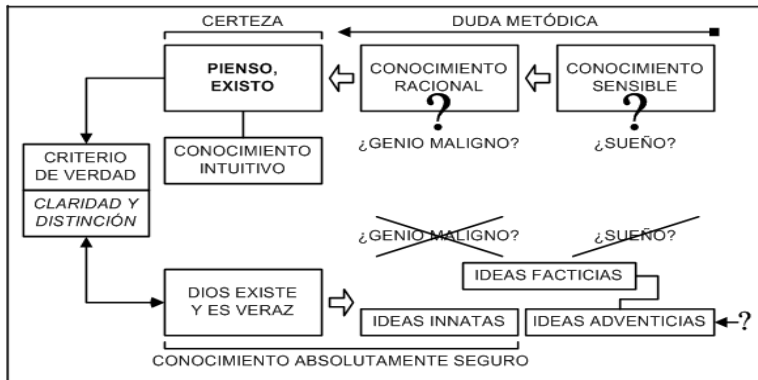 CERTEZA
DUDA METÓDICA
PIENSO,
EXISTO
CONOCIMIENTO
RACIONAL
?
CONOCIMIENTO
SENSIBLE
?
¿GENIO MALIGNO?
¿SUEÑO?
CONOCIMIENTO
INTUITIVO
CRITERIO
DE VERDAD
CLARIDAD Y
DISTINCIÓN
¿GENIO MALIGNO?
¿SUEÑO?
IDEAS FACTICIAS
DIOS EXISTE
Y ES VERAZ
IDEAS INNATAS
IDEAS ADVENTICIAS
?
CONOCIMIENTO ABSOLUTAMENTE SEGURO